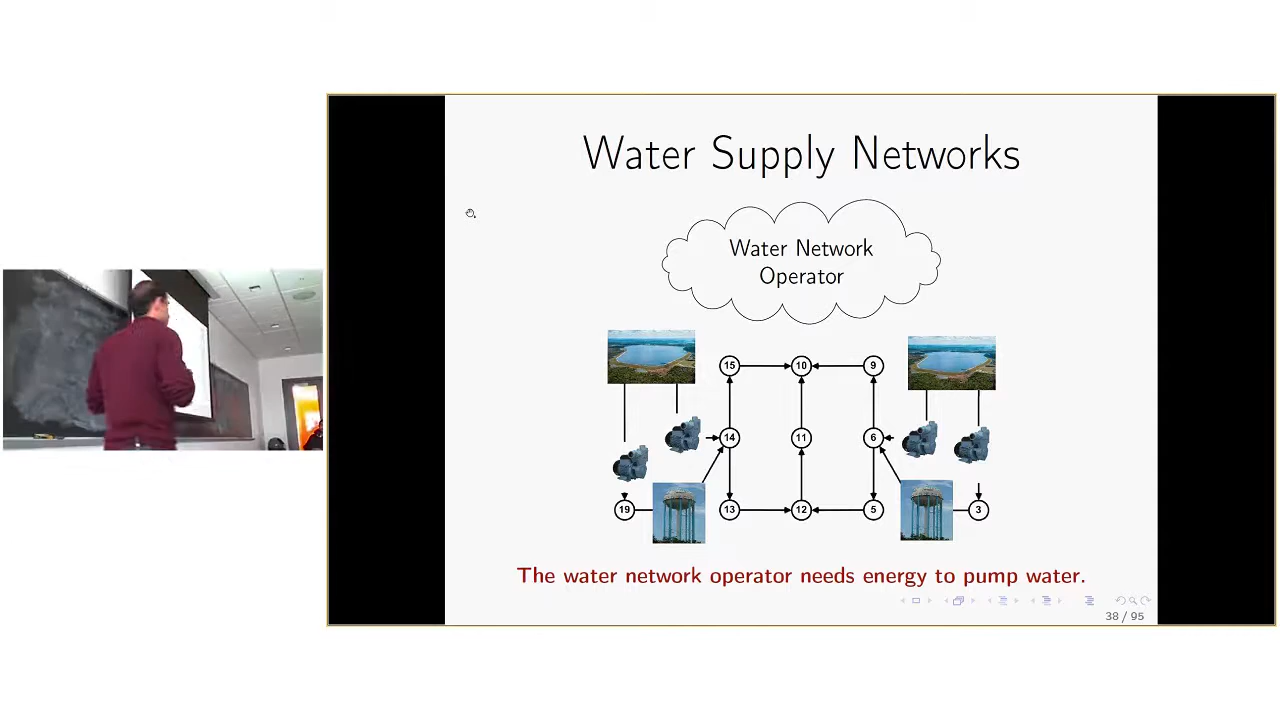 Water Supply Networks
Water Network
Operator
15
10
9
14
11
6
19
13
12
5
3
The water network operator needs energy to pump water.
38 / 95